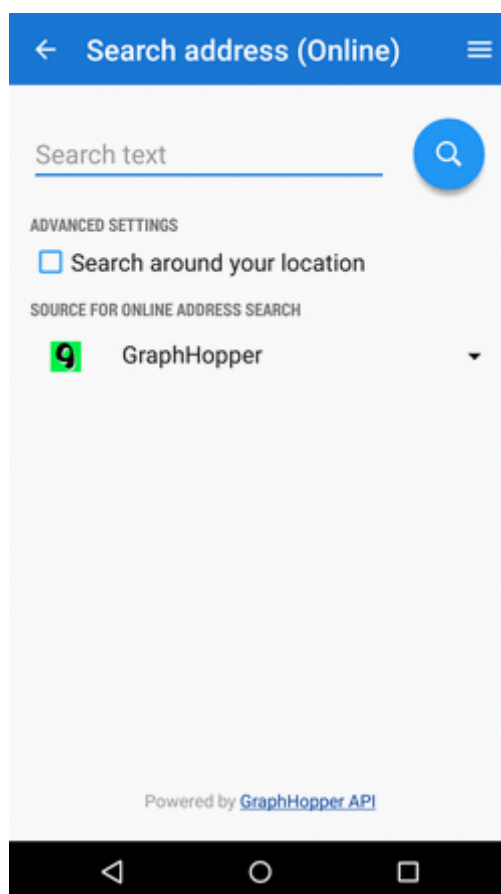 Search address (Online)
Search text
ADVANCED SETTINGS
Search around your location
SOURCE FOR ONLINE ADDRESS SEARCH
GraphHopper
Powered by GraphHopper API